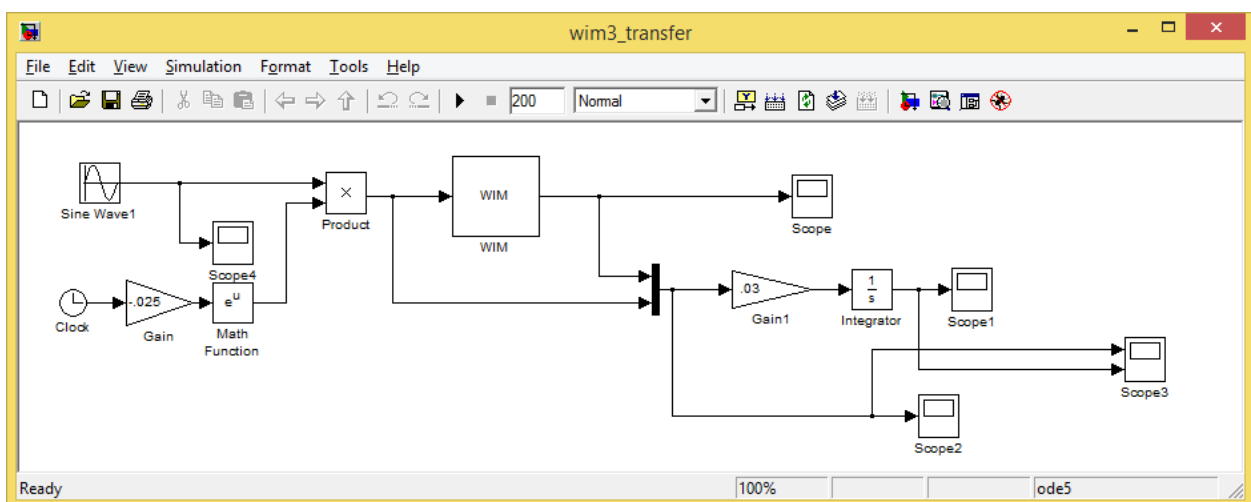 wim3_transfer
File Edit View Simulation Format Tools Help
200 Normal
Sine Wave1
Scope4
Clock
-.025
Gain
e^u
Math
Function
×
Product
WIM
WIM
Scope
.03
Gain1
1
s
Integrator
Scope1
Scope3
Scope2
Ready 100% ode5